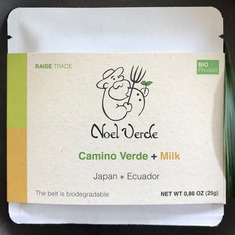 RAISE TRADE
BIO
Product
Noel Verde
Camino Verde + Milk
Japan + Ecuador
The belt is biodegradable
NET WT 0,88 OZ (25g)